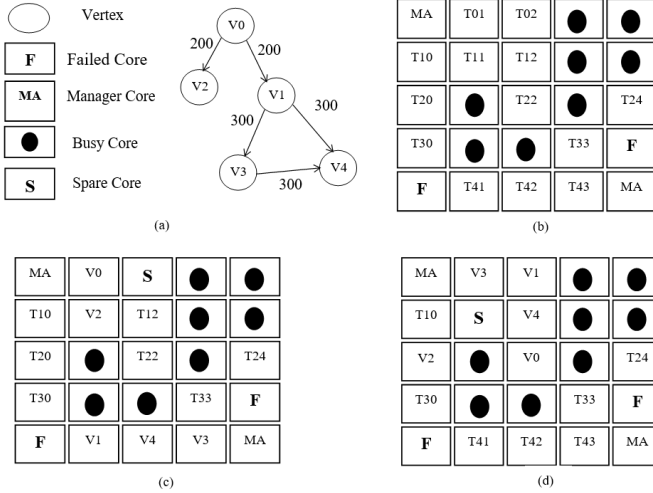 Vertex
F Failed Core
MA Manager Core
Busy Core
S Spare Core
V0
200 200
V2
V1
300 300
V3 V4
300
(a)
MA T01 T02
T10 T11 T12
T20 T22 T24
T30 T33 F
F T41 T42 T43 MA
(b)
MA V0 S
T10 V2 T12
T20 T22 T24
T30 T33 F
F V1 V4 V3 MA
(c)
MA V3 V1
T10 S V4
V2 V0 T24
T30 T33 F
F T41 T42 T43 MA
(d)